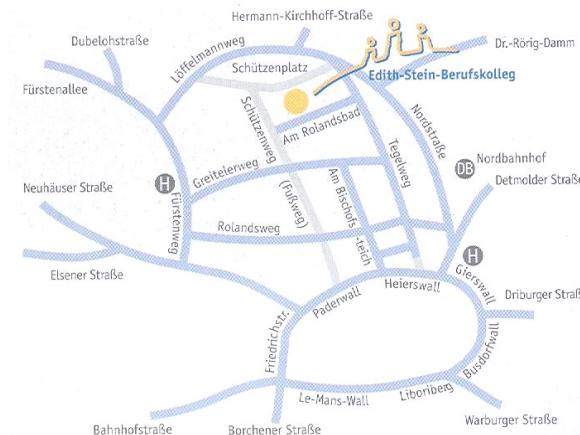 Hermann-Kirchhoff-Straße
Dubelohstraße
Löffelmannweg
Dr.-Rörig-Damm
Schützenplatz
Edith-Stein-Berufskolleg
Fürstenallee
Schützenweg
(Fußweg)
Am Rolandsbad
Nordstraße
Tegelweg
DB
Nordbahnhof
Greiteierweg
H
Fürstenweg
Neuhäuser Straße
Detmolder Straße
Am Bischofs
-teich
Rolandsweg
H
Gierswall
Elsener Straße
Heierswall
Paderwall
Driburger Straß
Friedrichstr.
Busdorfwall
Le-Mans-Wall
Liboriberg
Bahnhofstraße
Borchener Straße
Warburger Straße